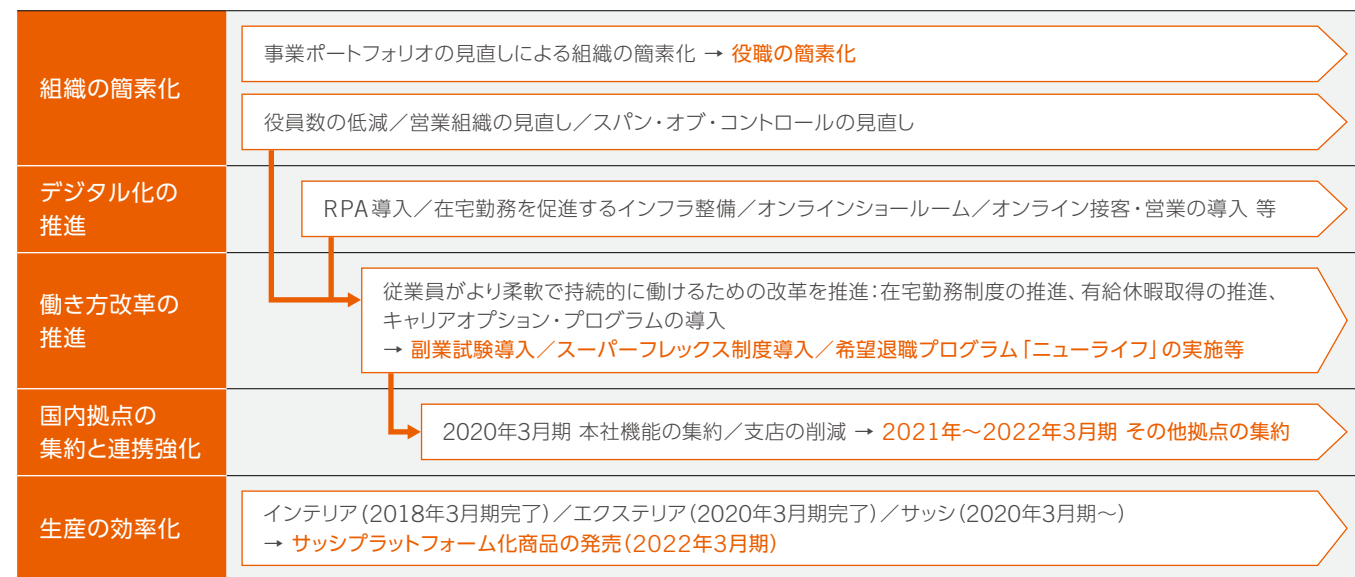 組織の簡素化
事業ポートフォリオの見直しによる組織の簡素化 → 役職の簡素化
役員数の低減／営業組織の見直し／スパン・オブ・コントロールの見直し
デジタル化の
推進
RPA導入／在宅勤務を促進するインフラ整備／オンラインショールーム／オンライン接客・営業の導入 等
働き方改革の
推進
従業員がより柔軟で持続的に働けるための改革を推進：在宅勤務制度の推進、有給休暇取得の推進、
キャリアオプション・プログラムの導入
→ 副業試験導入／スーパーフレックス制度導入／希望退職プログラム「ニューライフ」の実施等
国内拠点の
集約と連携強化
2020年3月期 本社機能の集約／支店の削減 → 2021年～2022年3月期 その他拠点の集約
生産の効率化
インテリア（2018年3月期完了）／エクステリア（2020年3月期完了）／サッシ（2020年3月期～）
→ サッシプラットフォーム化商品の発売（2022年3月期）